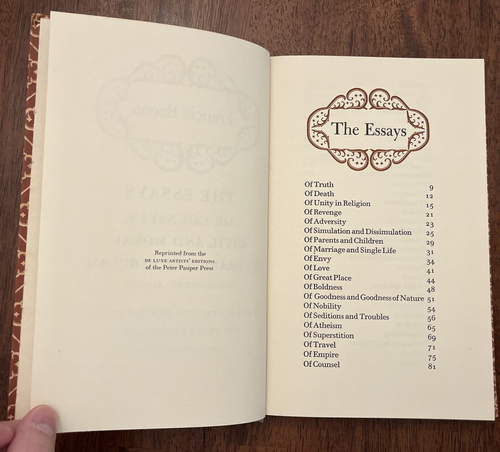 Reprinted from the
DE LUXE ARTISTS' EDITIONS
of the Peter Pauper Press
The Essays
Of Truth 9
Of Death 12
Of Unity in Religion 15
Of Revenge 21
Of Adversity 23
Of Simulation and Dissimulation 25
Of Parents and Children 29
Of Marriage and Single Life 31
Of Envy 34
Of Love 41
Of Great Place 44
Of Boldness 48
Of Goodness and Goodness of Nature 51
Of Nobility 54
Of Seditions and Troubles 56
Of Atheism 65
Of Superstition 69
Of Travel 71
Of Empire 75
Of Counsel 81